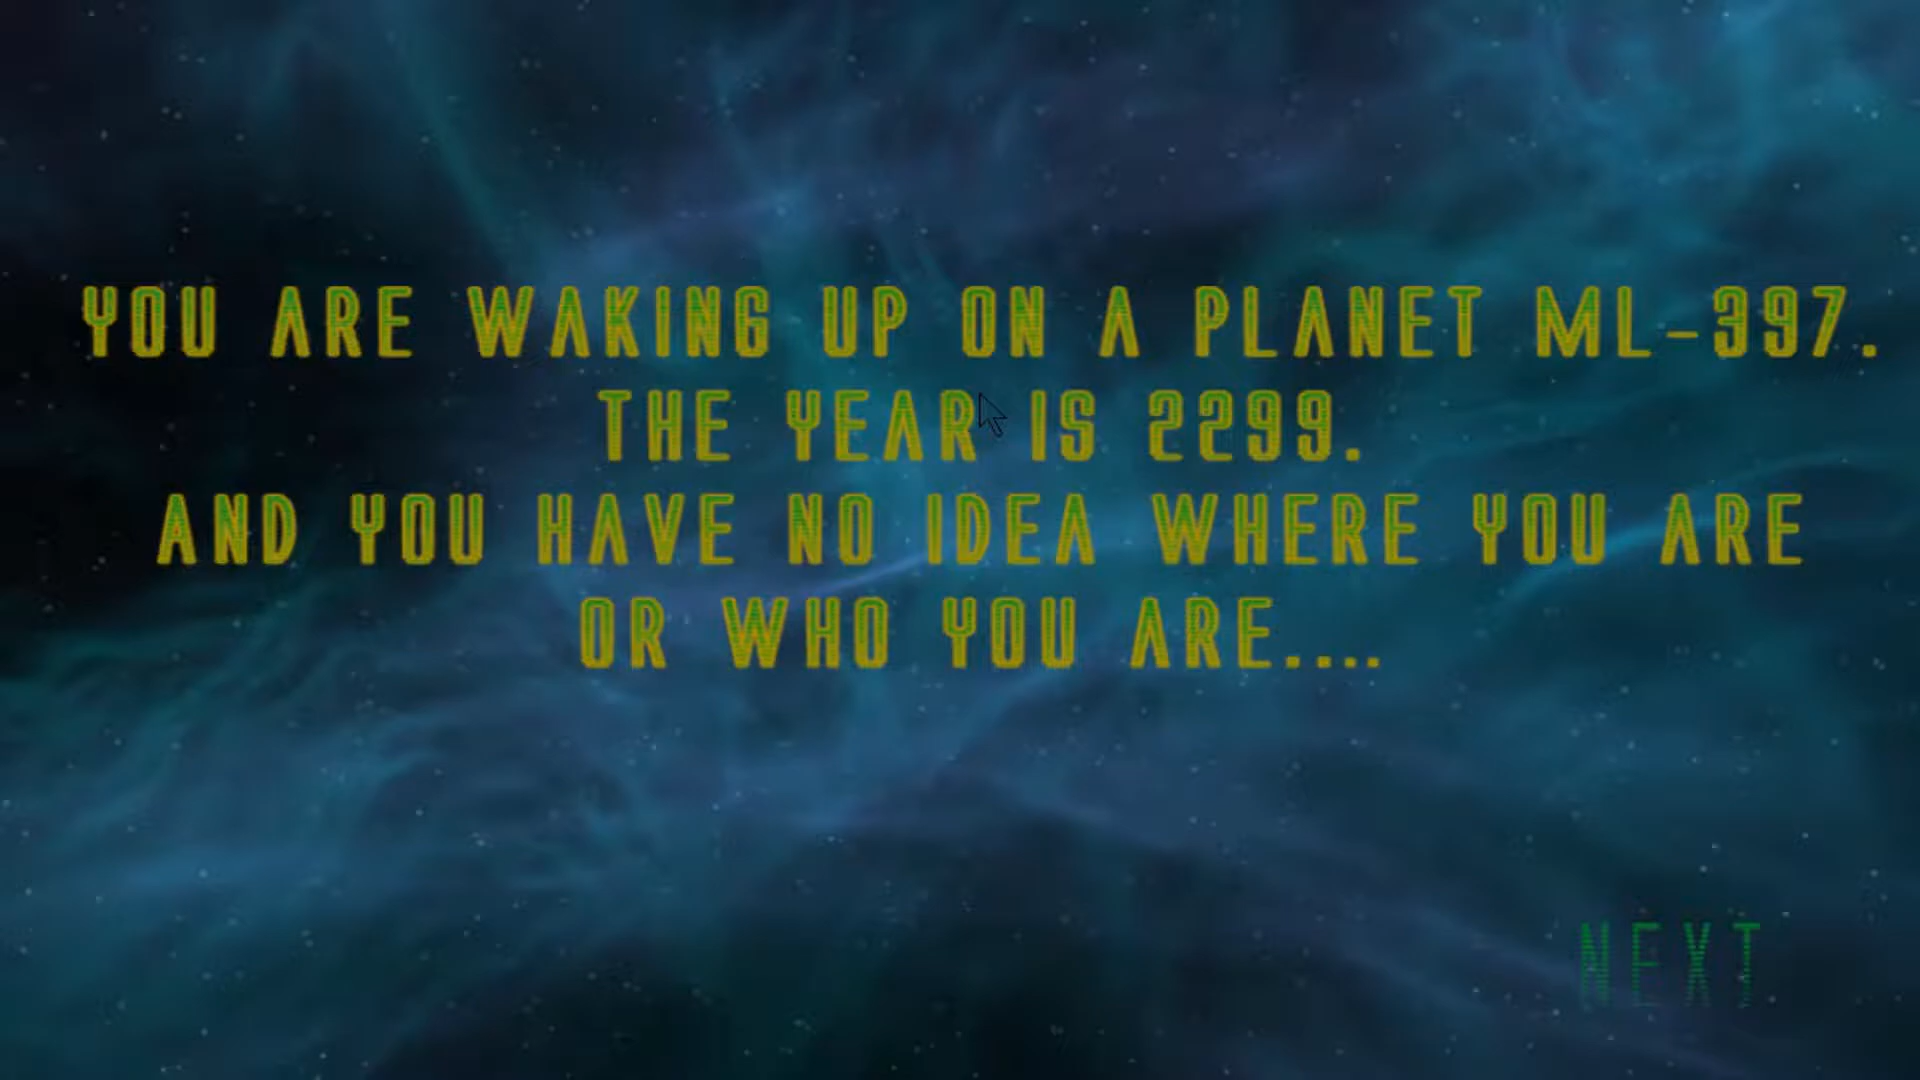 YOU ARE WAKING UP ON A PLANET ML-397.
THE YEAR IS 2299.
AND YOU HAVE NO IDEA WHERE YOU ARE
OR WHO YOU ARE....
NEXT